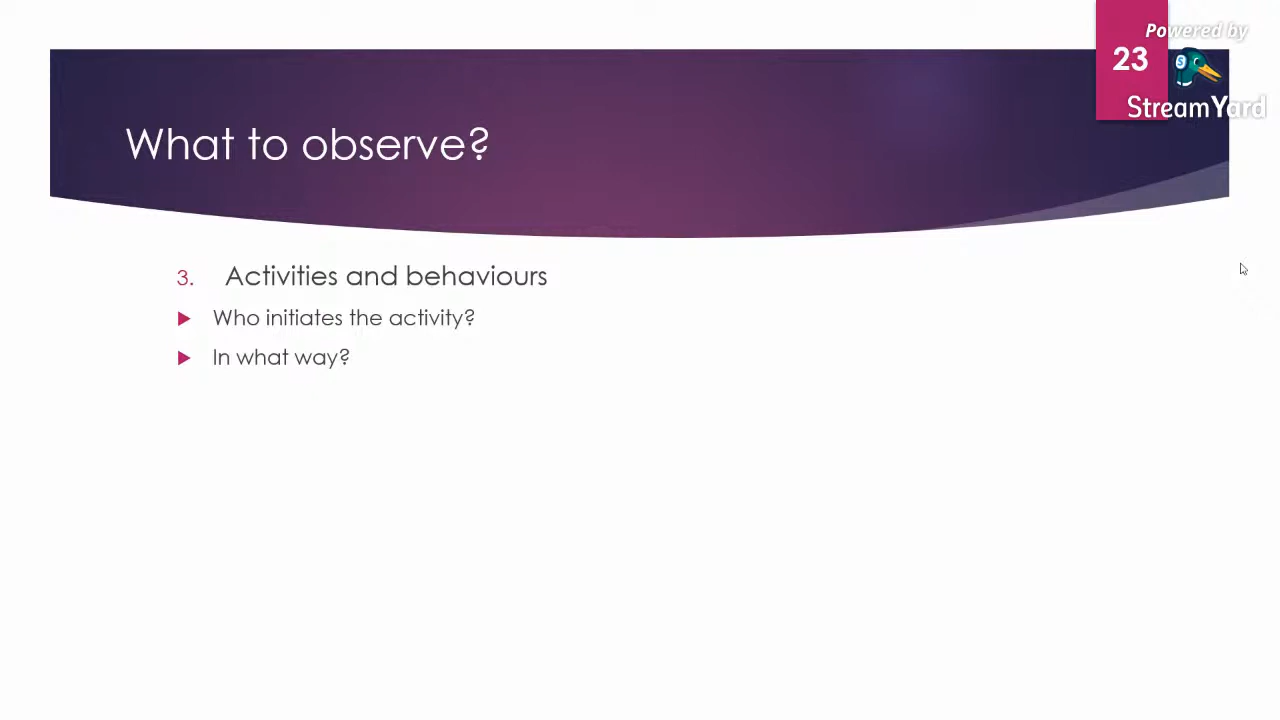 Powered by
23
StreamYard
What to observe?
3. Activities and behaviours
Who initiates the activity?
In what way?